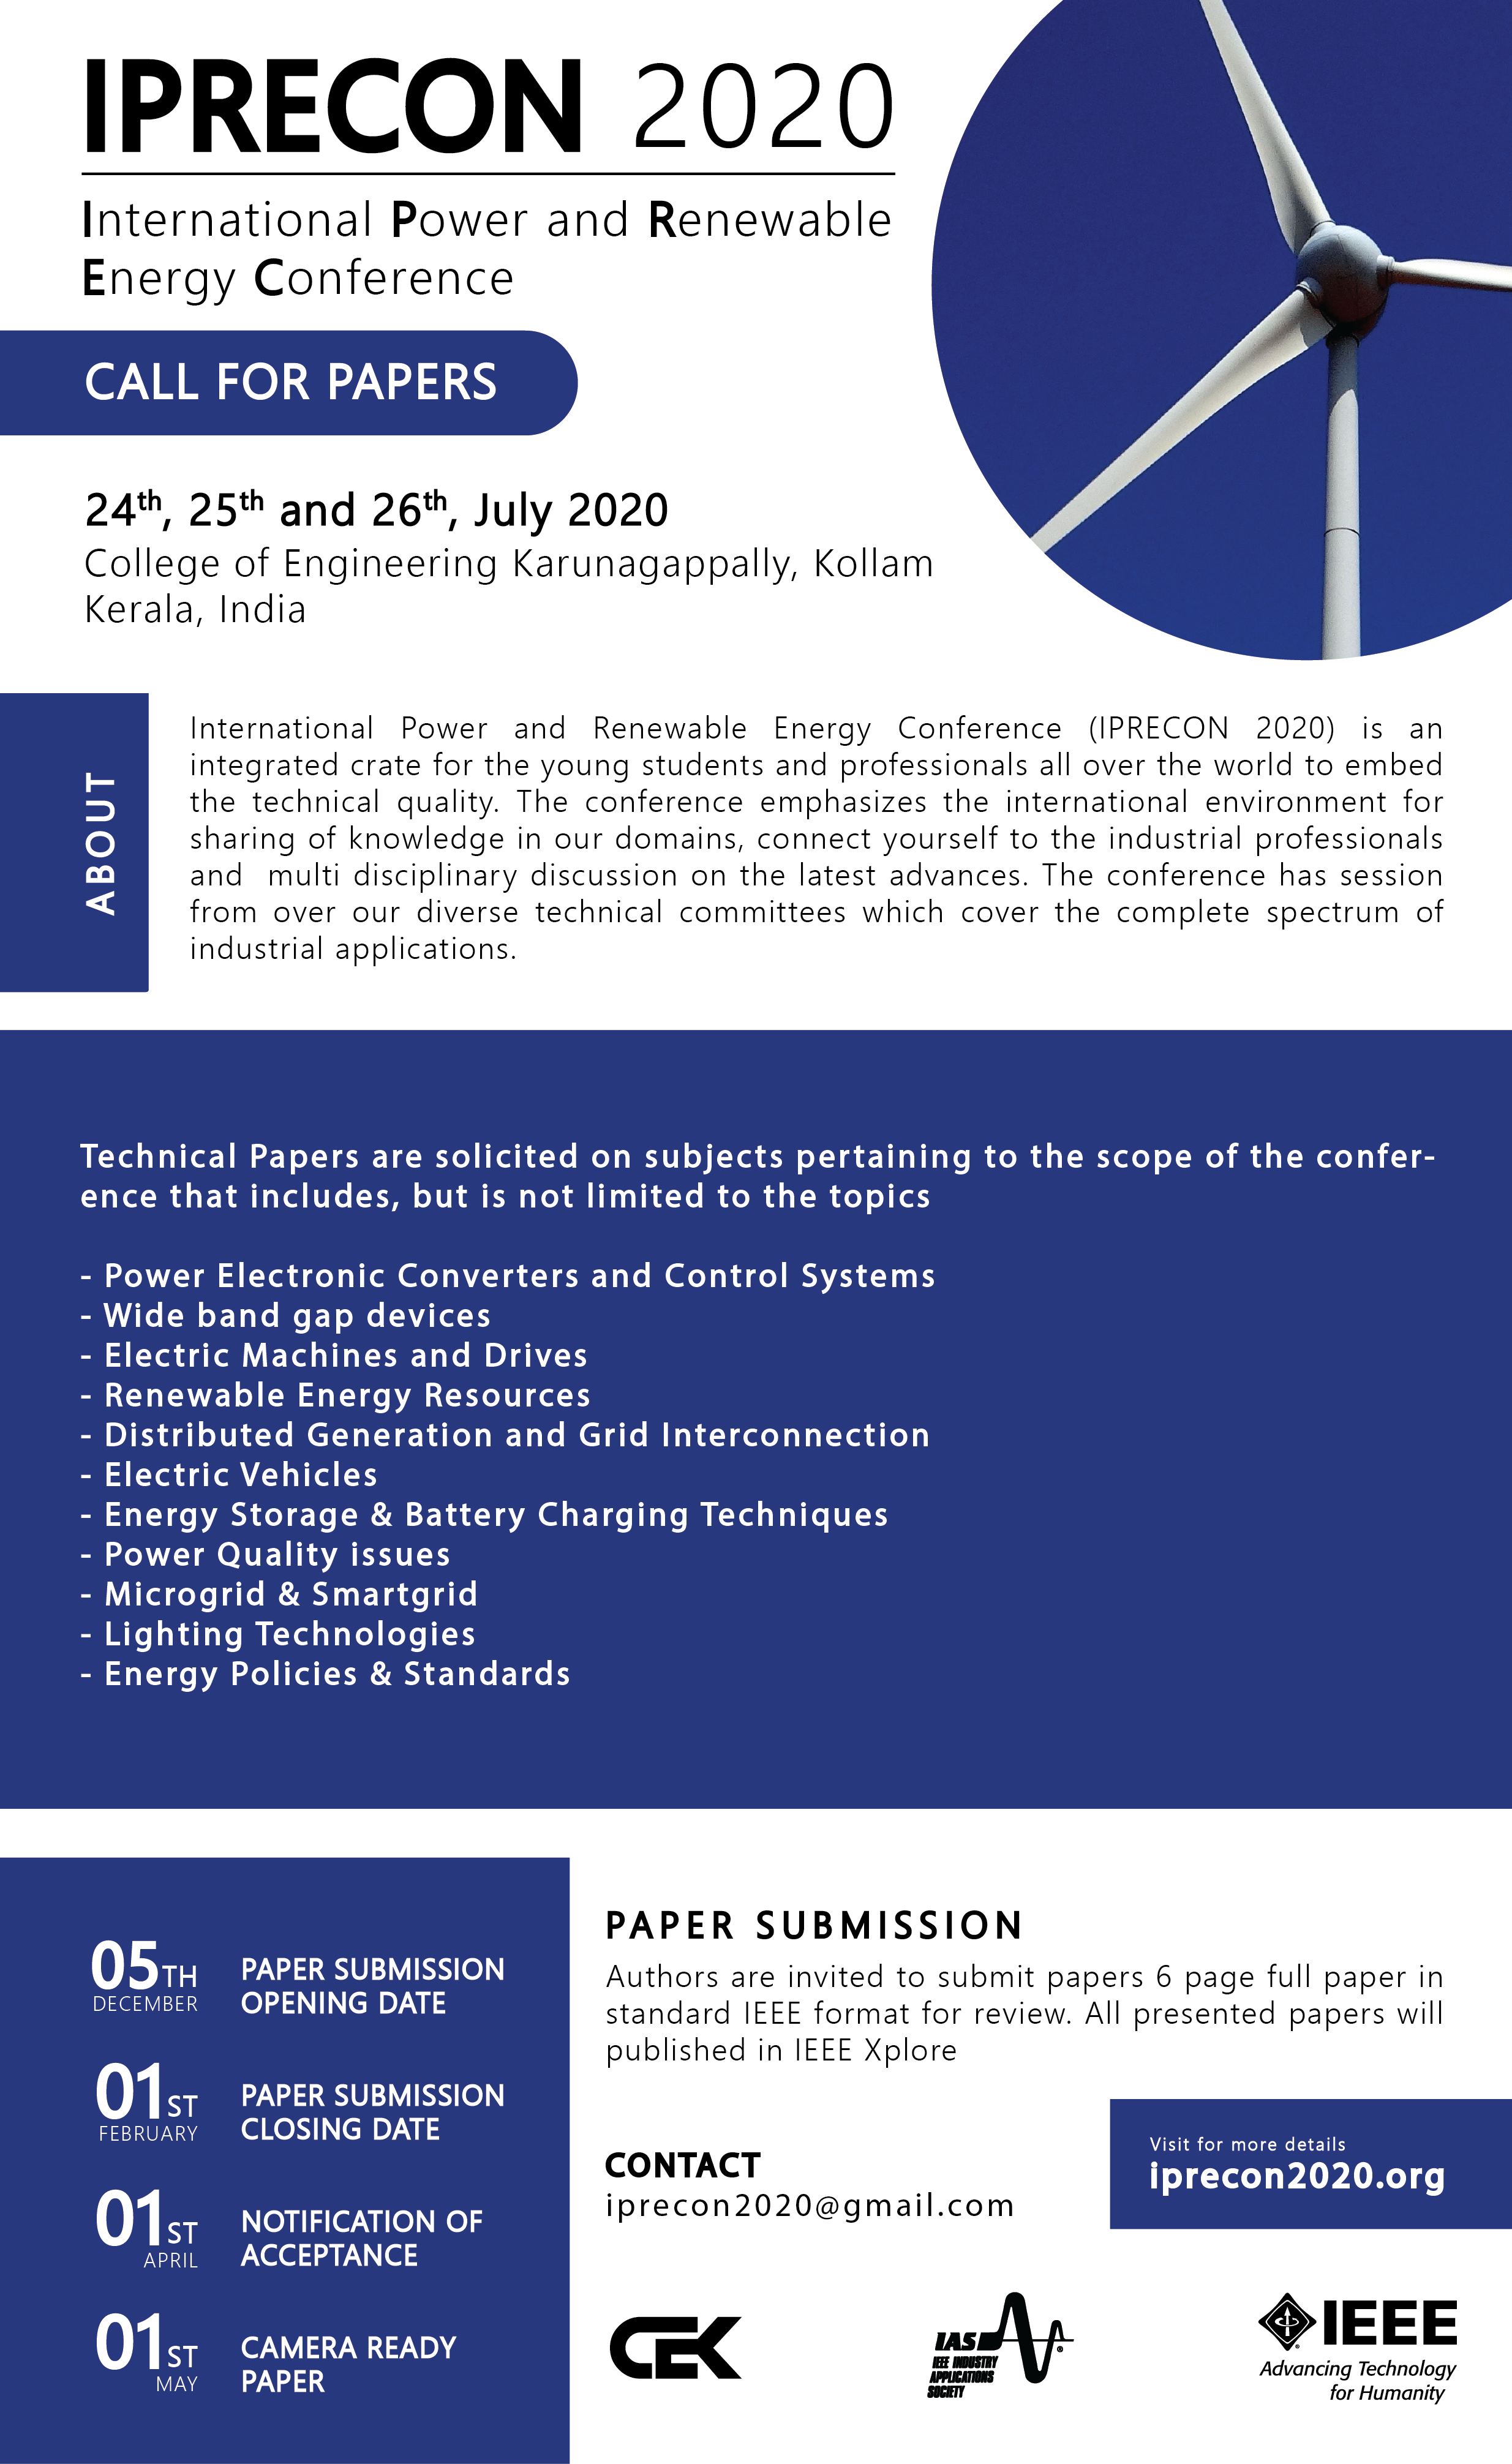 IPRECON 2020
International Power and Renewable
Energy Conference
CALL FOR PAPERS
24th, 25th and 26th, July 2020
College of Engineering Karunagappally, Kollam
Kerala, India
ABOUT
International Power and Renewable Energy Conference (IPRECON 2020) is an
integrated crate for the young students and professionals all over the world to embed
the technical quality. The conference emphasizes the international environment for
sharing of knowledge in our domains, connect yourself to the industrial professionals
and multi disciplinary discussion on the latest advances. The conference has session
from over our diverse technical committees which cover the complete spectrum of
industrial applications.
Technical Papers are solicited on subjects pertaining to the scope of the confer-
ence that includes, but is not limited to the topics
- Power Electronic Converters and Control Systems
- Wide band gap devices
- Electric Machines and Drives
- Renewable Energy Resources
- Distributed Generation and Grid Interconnection
- Electric Vehicles
- Energy Storage & Battery Charging Techniques
- Power Quality issues
- Microgrid & Smartgrid
- Lighting Technologies
- Energy Policies & Standards
05TH
DECEMBER
PAPER SUBMISSION
OPENING DATE
01ST
FEBRUARY
PAPER SUBMISSION
CLOSING DATE
01ST
APRIL
NOTIFICATION OF
ACCEPTANCE
01ST
MAY
CAMERA READY
PAPER
PAPER SUBMISSION
Authors are invited to submit papers 6 page full paper in
standard IEEE format for review. All presented papers will
published in IEEE Xplore
CONTACT
iprecon2020@gmail.com
Visit for more details
iprecon2020.org
CEK
IAS
IEEE INDUSTRY
APPLICATIONS
SOCIETY
®
IEEE
Advancing Technology
for Humanity